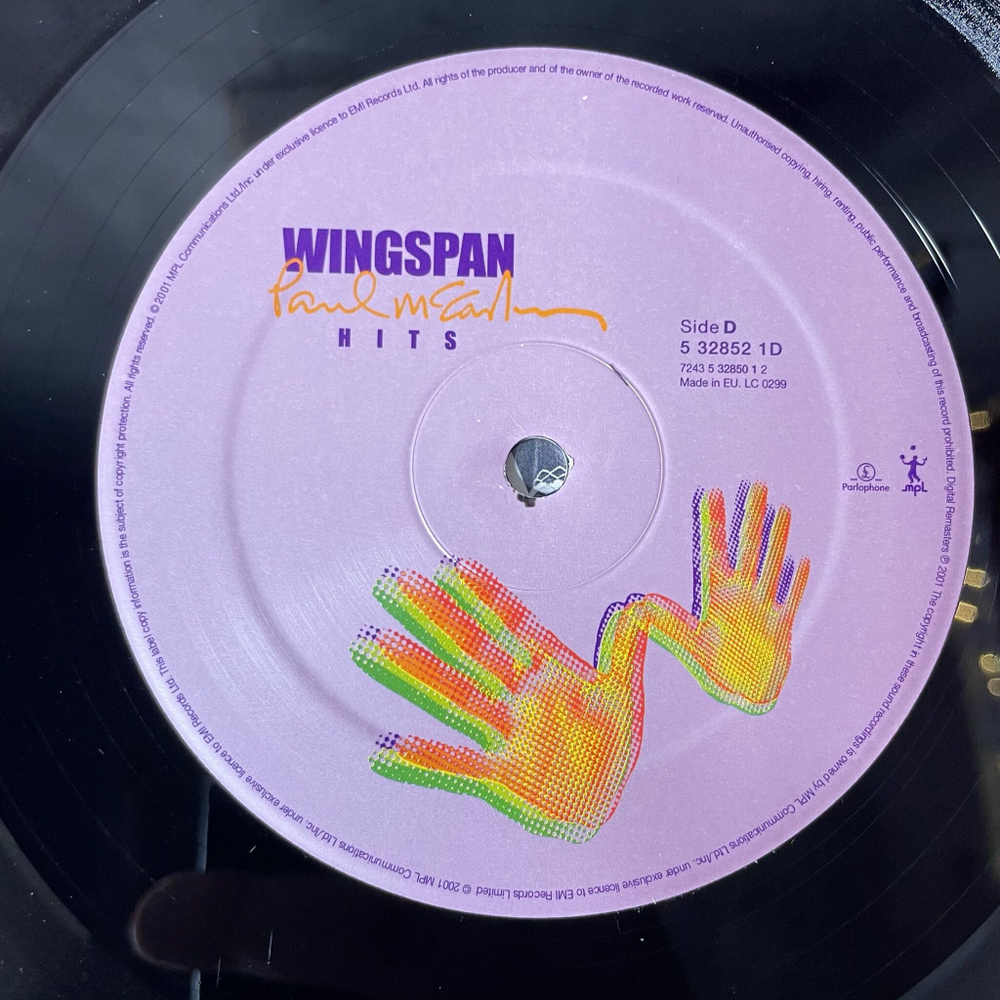 WINGSPAN
Paul McCartney
HITS
Side D
5 32852 1D
7243 5 32850 1 2
Made in EU. LC 0299
£
Parlophone
mpl
℗ 2001 MPL Communications Ltd./Inc. under exclusive licence to EMI Records Ltd. This label copy information is the subject of copyright protection. All rights reserved. © 2001 MPL Communications Ltd/Inc under exclusive licence to EMI Records Ltd. All rights of the producer and of the owner of the recorded work reserved. Unauthorised copying, hiring, renting, public performance and broadcasting of this record prohibited. Digital Remasters ℗ 2001 The copyright in these sound recordings is owned by MPL Communications Ltd./Inc. under exclusive licence to EMI Records Limited